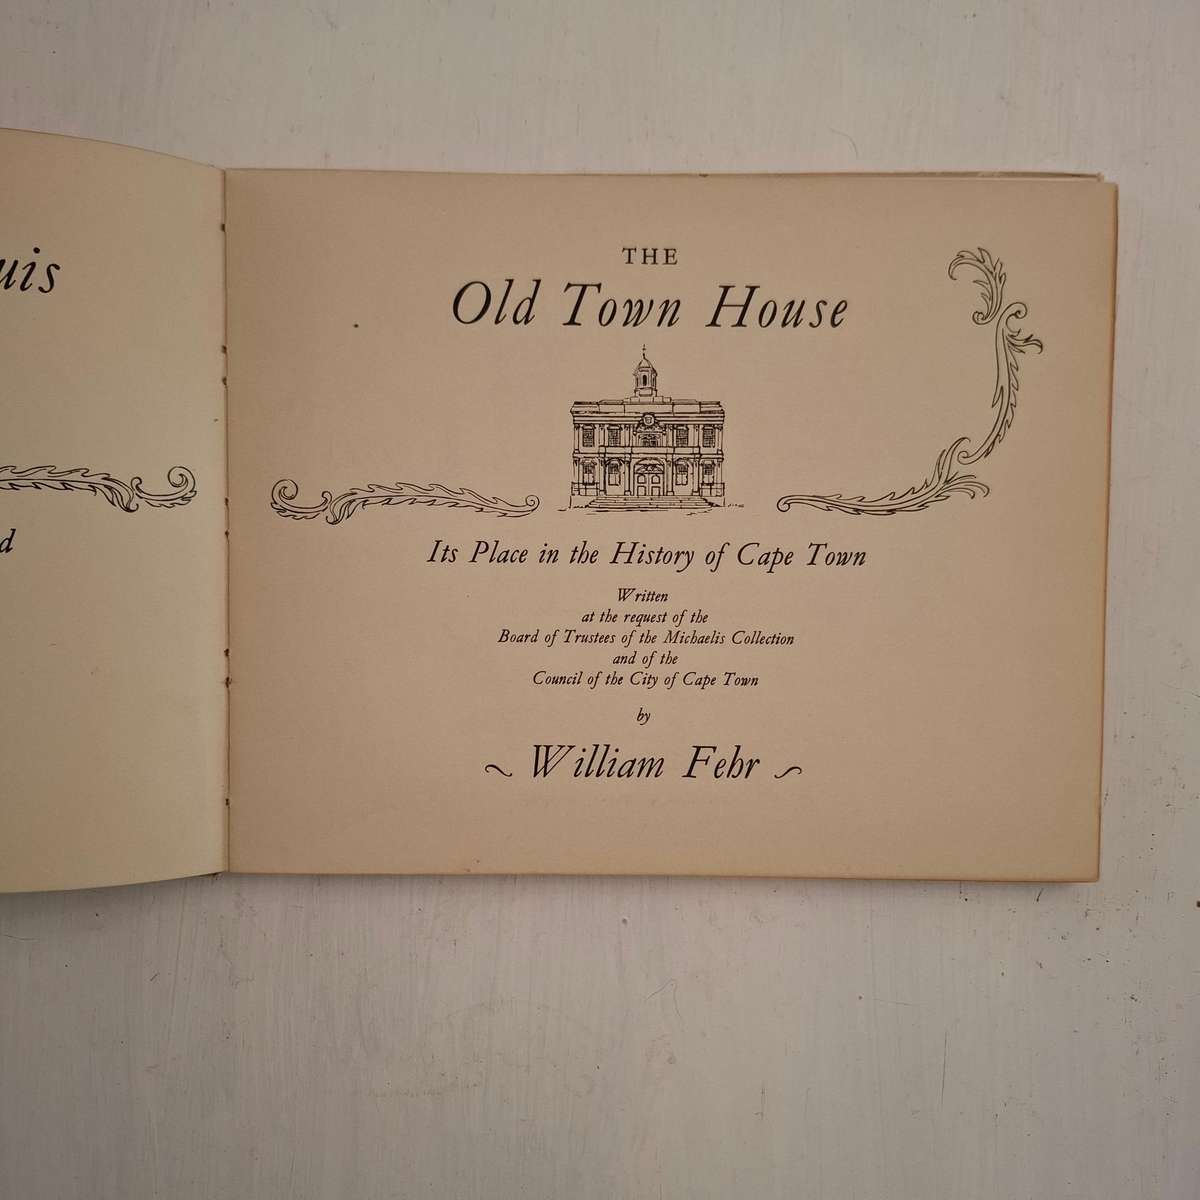 THE
Old Town House
Its Place in the History of Cape Town
Written
at the request of the
Board of Trustees of the Michaelis Collection
and of the
Council of the City of Cape Town
by
William Fehr